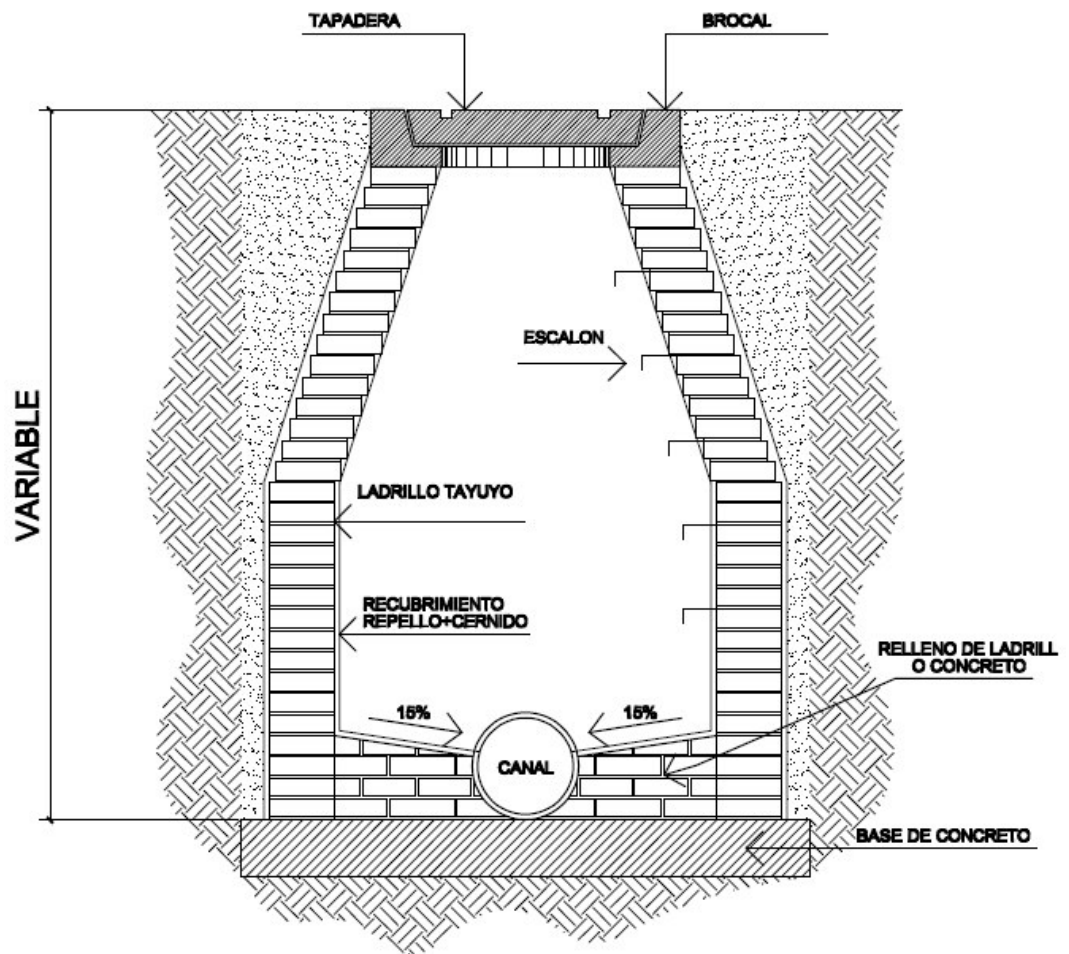 TAPADERA
BROCAL
ESCALON
VARIABLE
LADRILLO TAYUYO
RECUBRIMIENTO
REPELLO+CERNIDO
RELLENO DE LADRILL
O CONCRETO
15%
15%
CANAL
BASE DE CONCRETO